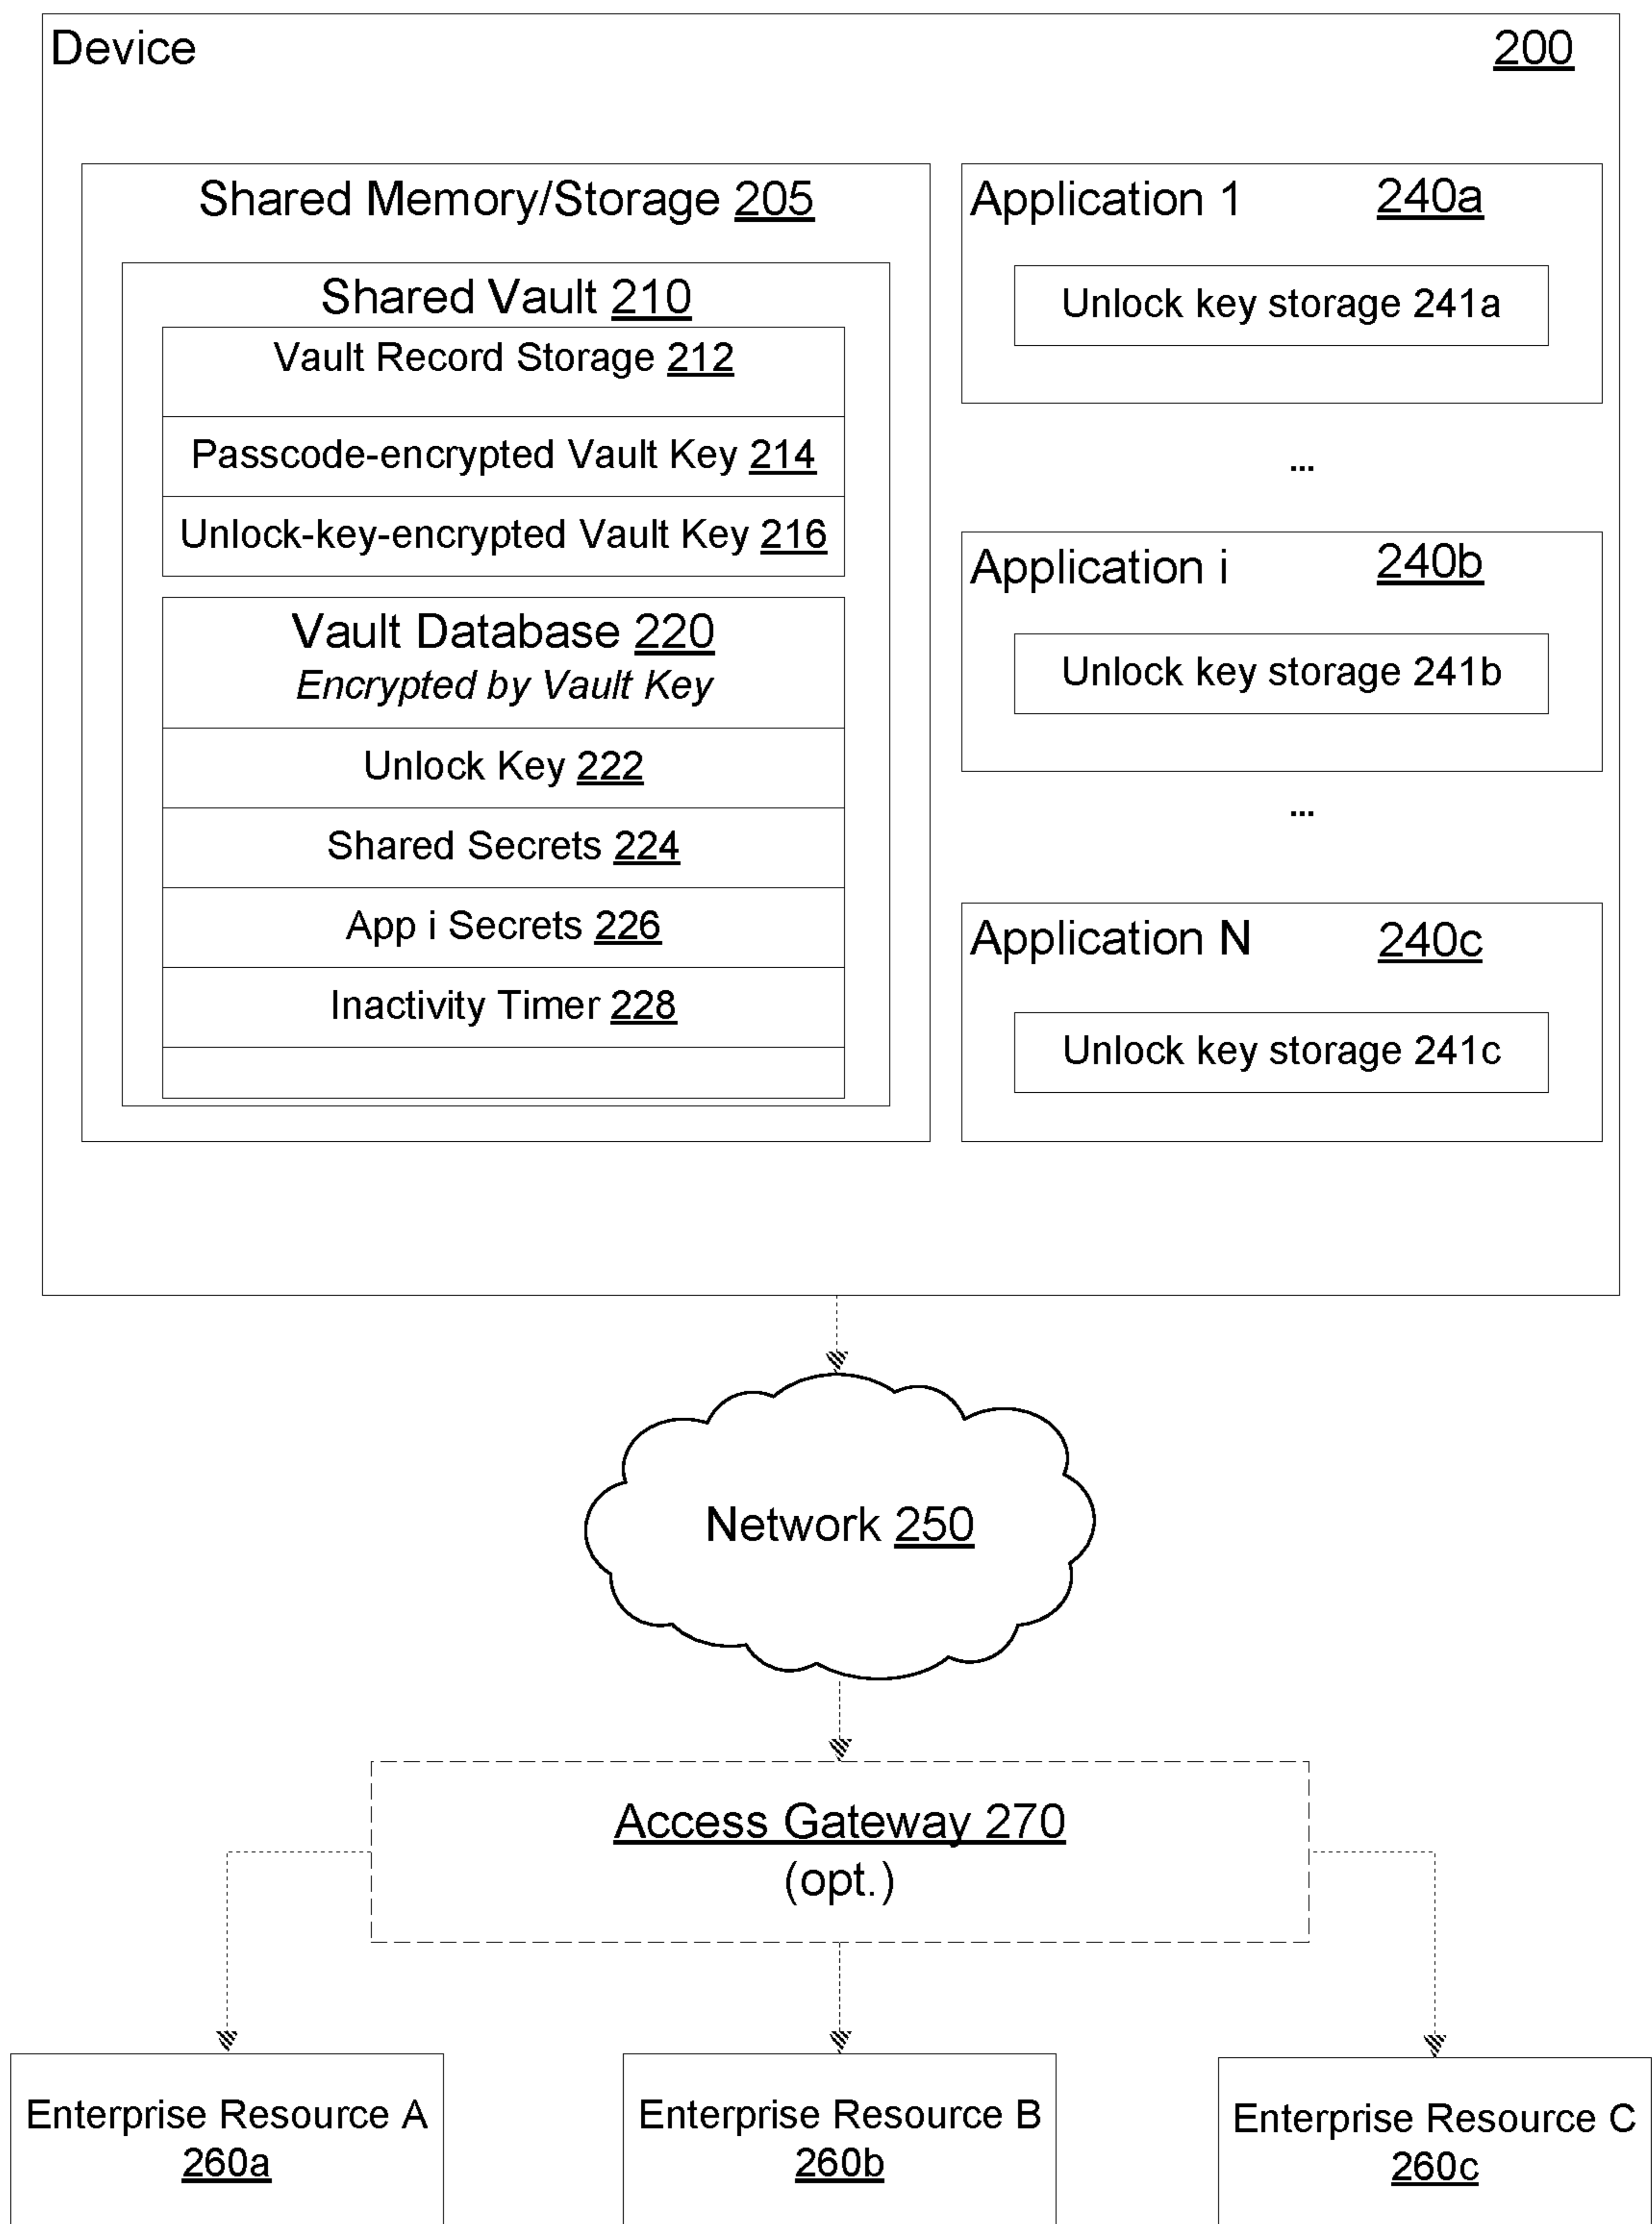 Device 200
Shared Memory/Storage 205
Shared Vault 210
Vault Record Storage 212
Passcode-encrypted Vault Key 214
Unlock-key-encrypted Vault Key 216
Vault Database 220
Encrypted by Vault Key
Unlock Key 222
Shared Secrets 224
App i Secrets 226
Inactivity Timer 228
Application 1 240a
Unlock key storage 241a
...
Application i 240b
Unlock key storage 241b
...
Application N 240c
Unlock key storage 241c
Network 250
Access Gateway 270
(opt.)
Enterprise Resource A
260a
Enterprise Resource B
260b
Enterprise Resource C
260c